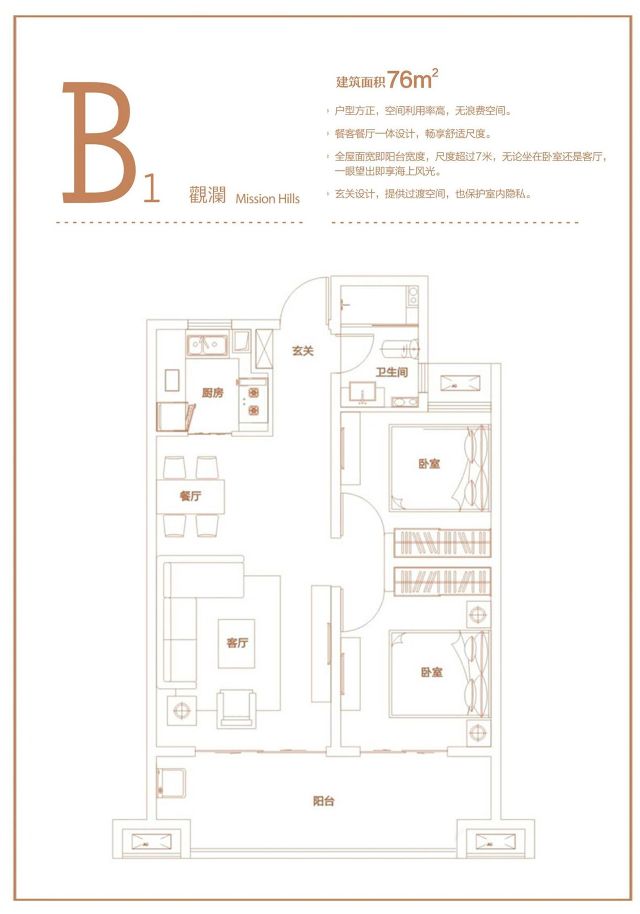 B1
觀瀾 Mission Hills
建筑面积76m²
户型方正，空间利用率高，无浪费空间。
餐客餐厅一体设计，畅享舒适尺度。
全屋面宽即阳台宽度，尺度超过7米，无论坐在卧室还是客厅，
一眼望出即享海上风光。
玄关设计，提供过渡空间，也保护室内隐私。
玄关
卫生间
厨房
卧室
餐厅
客厅
卧室
阳台